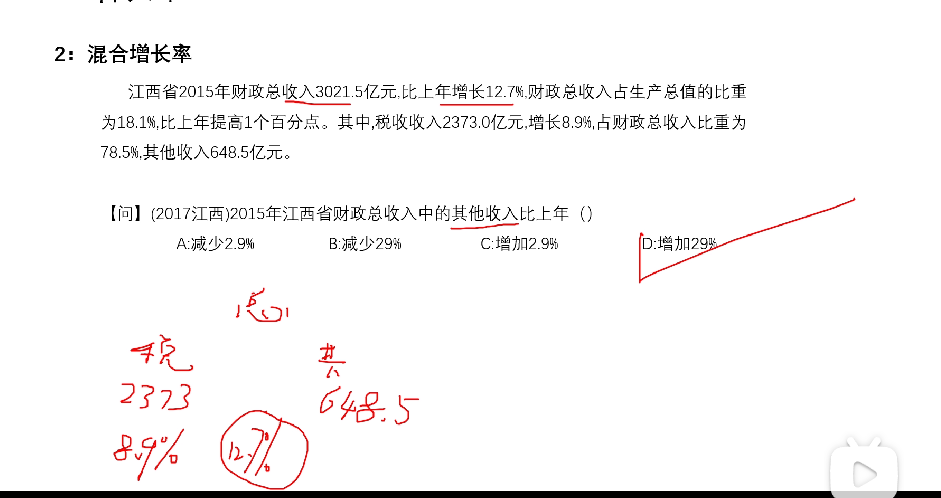 2：混合增长率
江西省2015年财政总收入3021.5亿元,比上年增长12.7%,财政总收入占生产总值的比重
为18.1%,比上年提高1个百分点。其中,税收收入2373.0亿元,增长8.9%,占财政总收入比重为
78.5%,其他收入648.5亿元。
【问】(2017江西)2015年江西省财政总收入中的其他收入比上年（）
A:减少2.9% B:减少29% C:增加2.9% D:增加29%
总
税 其
2373 648.5
8.9% 12.7%